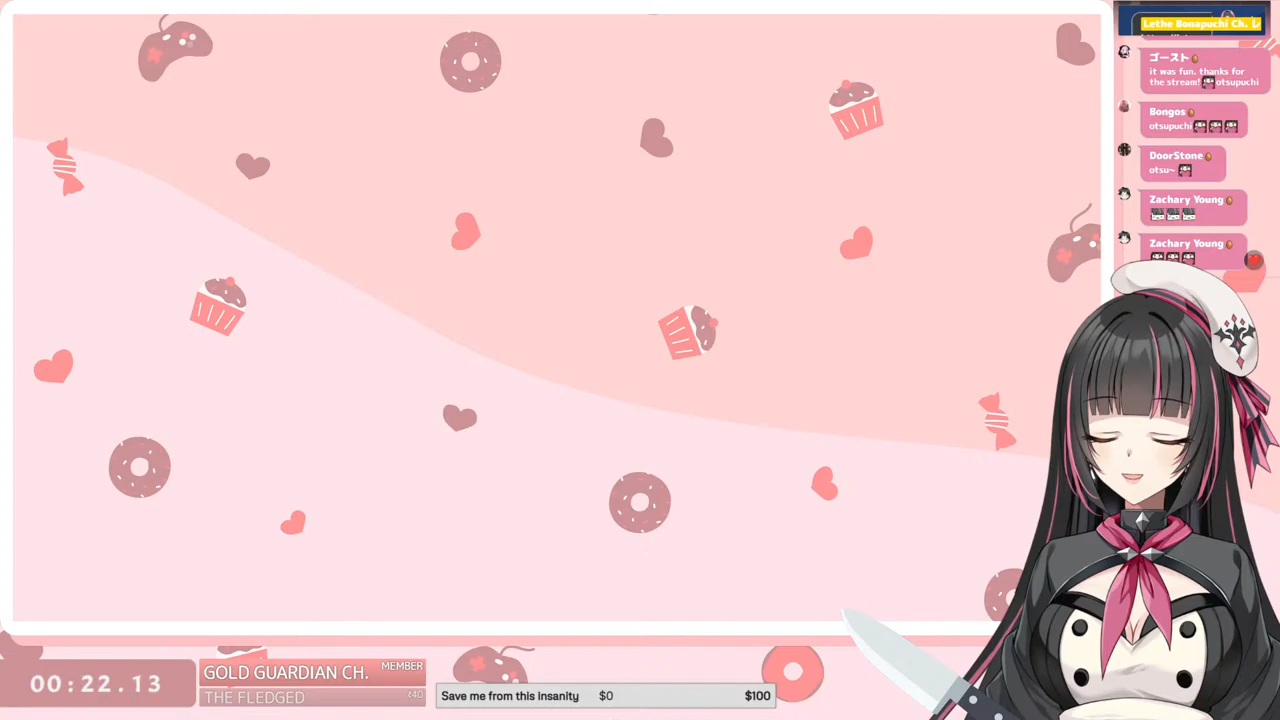 Lethe Bonapuchi Ch. レ
ゴースト
it was fun. thanks for
the stream! otsupuchi
Bongos
otsupuchi
DoorStone
otsu~
Zachary Young
Zachary Young
00:22.13
GOLD GUARDIAN CH.
MEMBER
THE FLEDGED
Save me from this insanity $0 $100